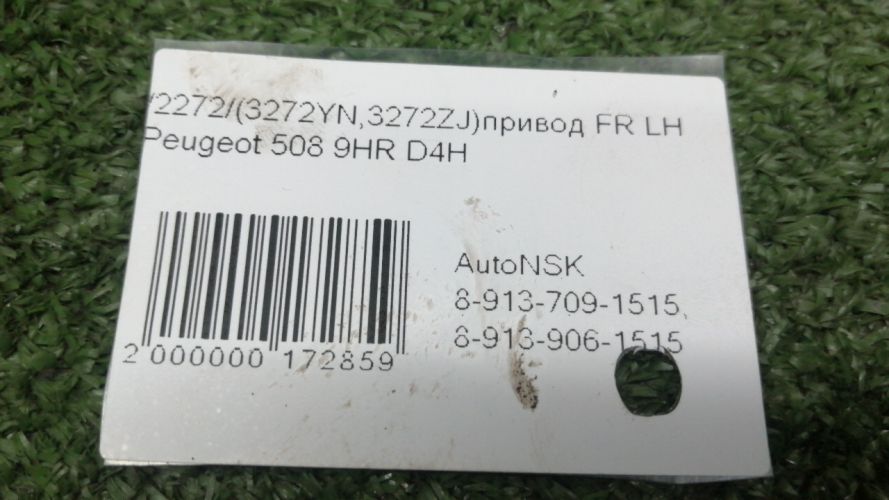 /2272/(3272YN,3272ZJ)привод FR LH
Peugeot 508 9HR D4H
AutoNSK
8-913-709-1515,
8-913-906-1515
2 000000 172859